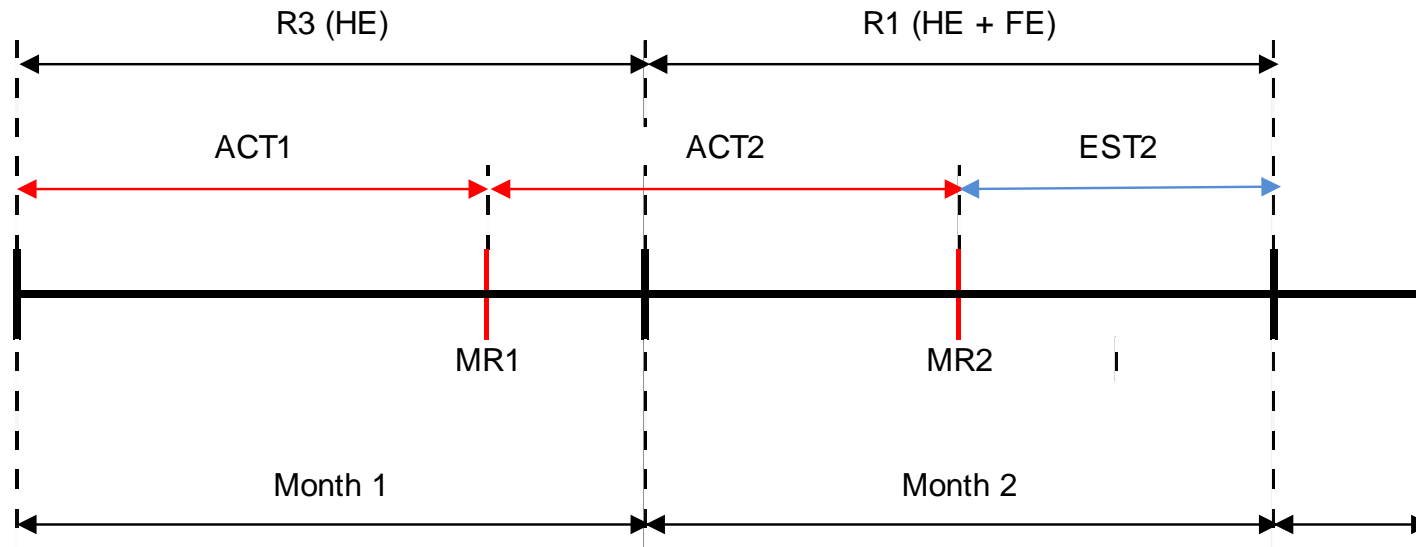 R3 (HE) R1 (HE + FE)
ACT1 ACT2 EST2
MR1 MR2
Month 1 Month 2